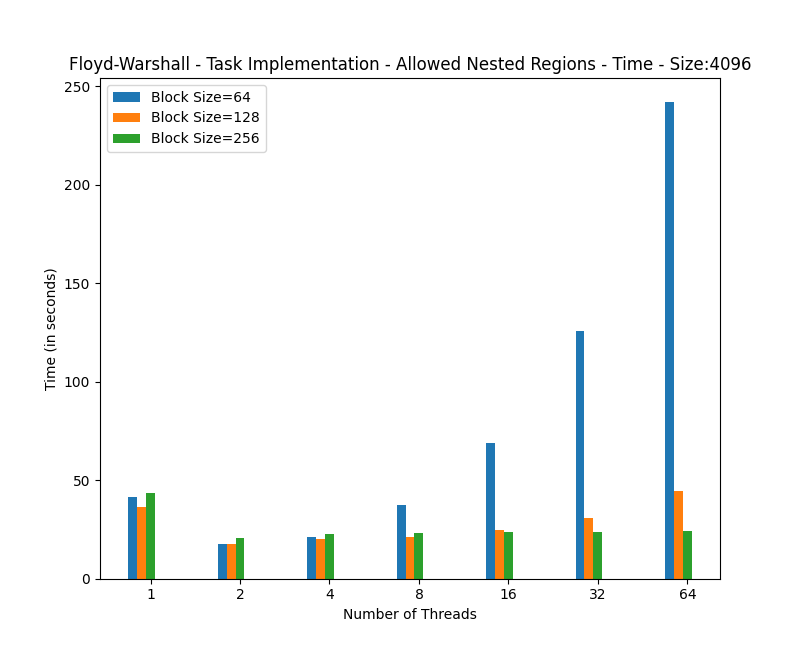 Floyd-Warshall - Task Implementation - Allowed Nested Regions - Time - Size:4096
Block Size=64
Block Size=128
Block Size=256
Time (in seconds)
250
200
150
100
50
0
1 2 4 8 16 32 64
Number of Threads